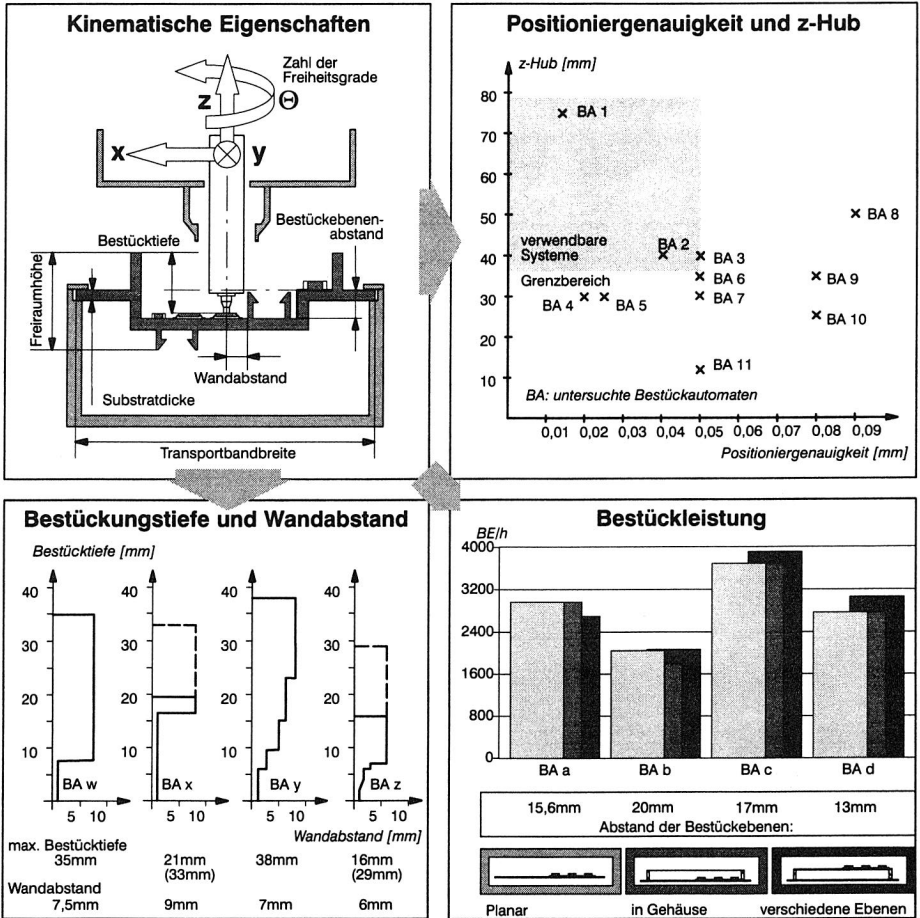 Kinematische Eigenschaften
Zahl der
Freiheitsgrade
z
Θ
x
y
Bestücktiefe
Bestückebenen-
abstand
Freiraumhöhe
Wandabstand
Substratdicke
Transportbandbreite
Positioniergenauigkeit und z-Hub
z-Hub [mm]
80
70
50
40
30
20
10
BA 1
BA 8
verwendbare
Systeme
BA 2
BA 3
Grenzbereich
BA 6
BA 9
BA 4
BA 5
BA 7
BA 10
BA 11
BA: untersuchte Bestückautomaten
0,01 0,02 0,03 0,04 0,05 0,06 0,07 0,08 0,09
Positioniergenauigkeit [mm]
Bestückungstiefe und Wandabstand
Bestücktiefe [mm]
40 40 40 40
30 30 30 30
20 20 20 20
10 10 10 10
BA w BA x BA y BA z
5 10 5 10 5 10 5 10
Wandabstand [mm]
max. Bestücktiefe
35mm 21mm 38mm 16mm
(33mm) (29mm)
Wandabstand
7,5mm 9mm 7mm 6mm
Bestückleistung
BE/h
4000
3200
2400
1600
800
0
BA a BA b BA c BA d
15,6mm 20mm 17mm 13mm
Abstand der Bestückebenen:
Planar in Gehäuse verschiedene Ebenen